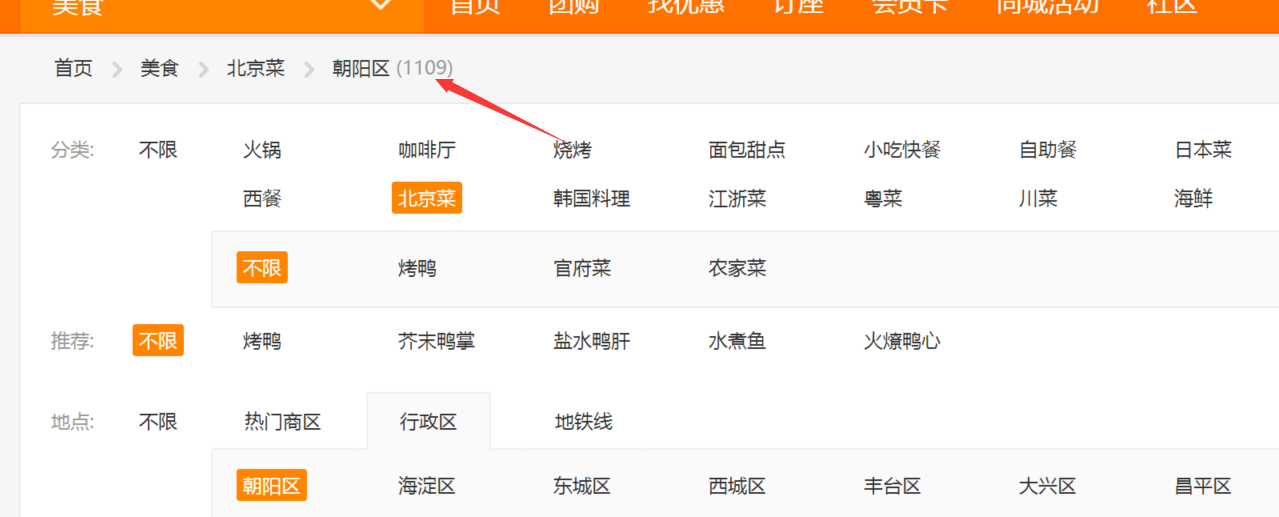 美食 首页 团购 找优惠 订座 会员卡 同城活动 社区
首页 美食 北京菜 朝阳区 (1109)
分类: 不限 火锅 咖啡厅 烧烤 面包甜点 小吃快餐 自助餐 日本菜
西餐 北京菜 韩国料理 江浙菜 粤菜 川菜 海鲜
不限 烤鸭 官府菜 农家菜
推荐: 不限 烤鸭 芥末鸭掌 盐水鸭肝 水煮鱼 火燎鸭心
地点: 不限 热门商区 行政区 地铁线
朝阳区 海淀区 东城区 西城区 丰台区 大兴区 昌平区